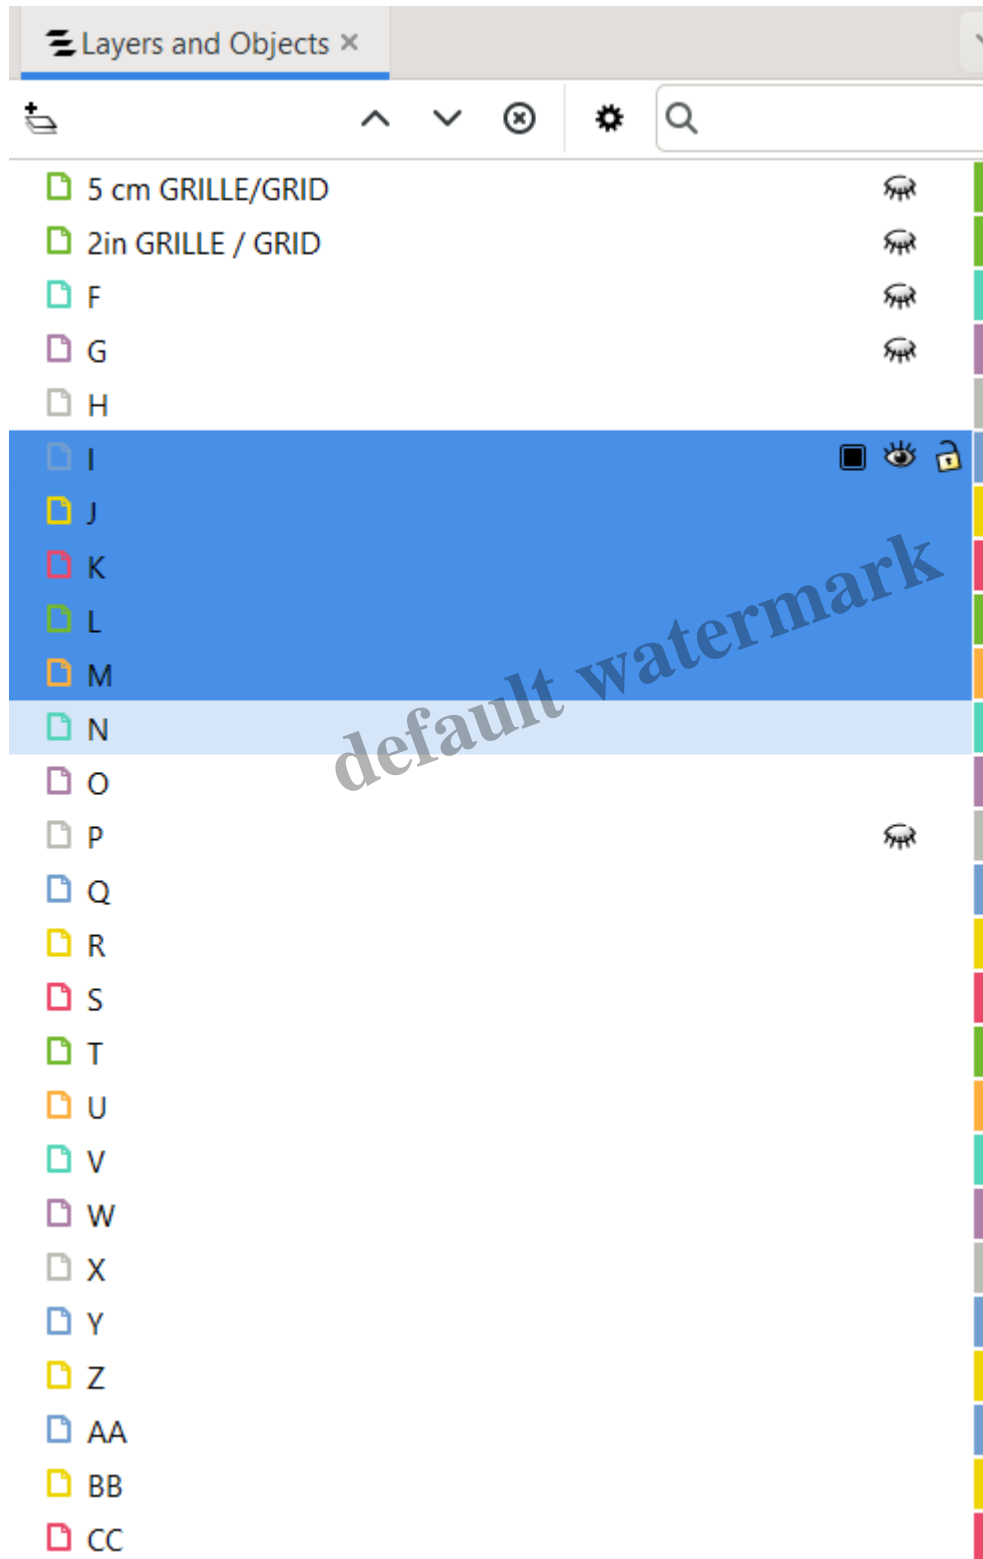 Layers and Objects
5 cm GRILLE/GRID
2in GRILLE / GRID
F
G
H
I
J
K
L
M
N
O
P
Q
R
S
T
U
V
W
X
Y
Z
AA
BB
CC
default watermark